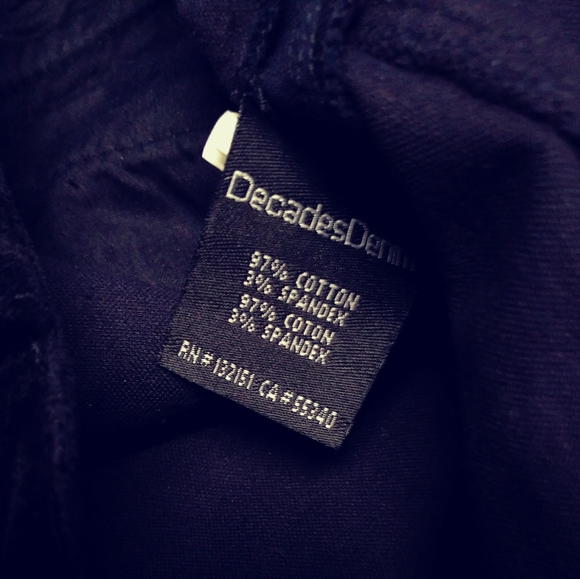 DecadesDenim
97% COTTON
3% SPANDEX
97% COTON
3% SPANDEX
RN#132151 CA#55340